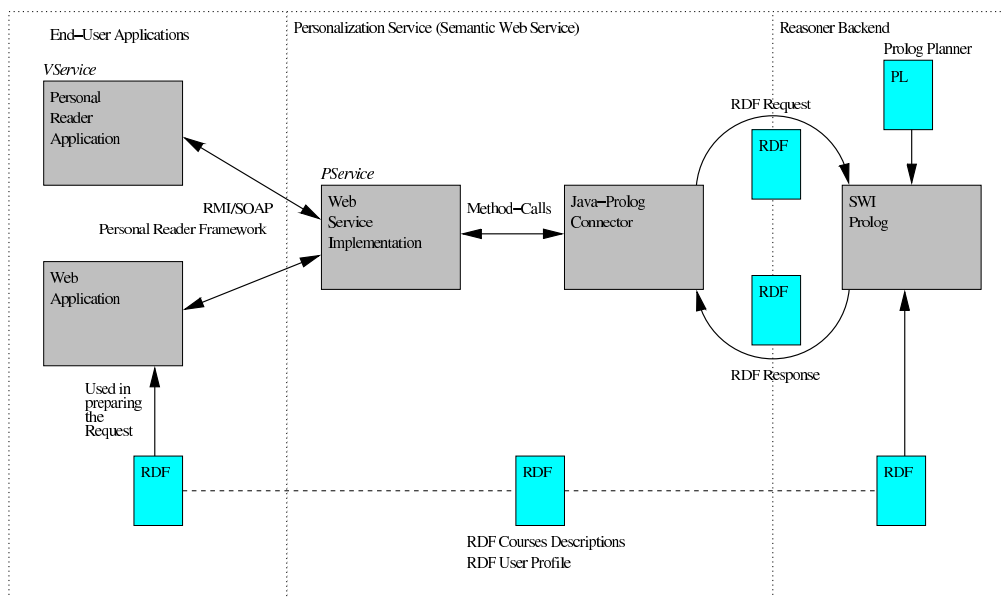 End-User Applications
Personalization Service (Semantic Web Service)
Reasoner Backend
Prolog Planner
VService
Personal
Reader
Application
PL
RDF Request
RDF
PService
Web
Service
Implementation
Method-Calls
Java-Prolog
Connector
SWI
Prolog
RMI/SOAP
Personal Reader Framework
Web
Application
RDF
RDF Response
Used in
preparing
the
Request
RDF
RDF
RDF
RDF Courses Descriptions
RDF User Profile